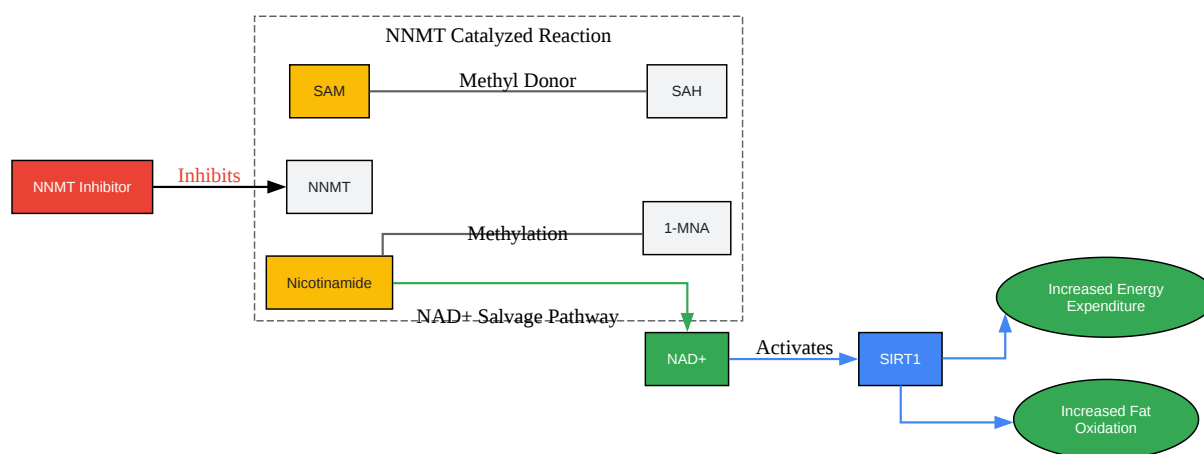 NNMT Catalyzed Reaction
SAM
Methyl Donor
SAH
NNMT Inhibitor
Inhibits
NNMT
1-MNA
Methylation
Nicotinamide
NAD+ Salvage Pathway
Increased Energy
Expenditure
NAD+
Activates
SIRT1
Increased Fat
Oxidation